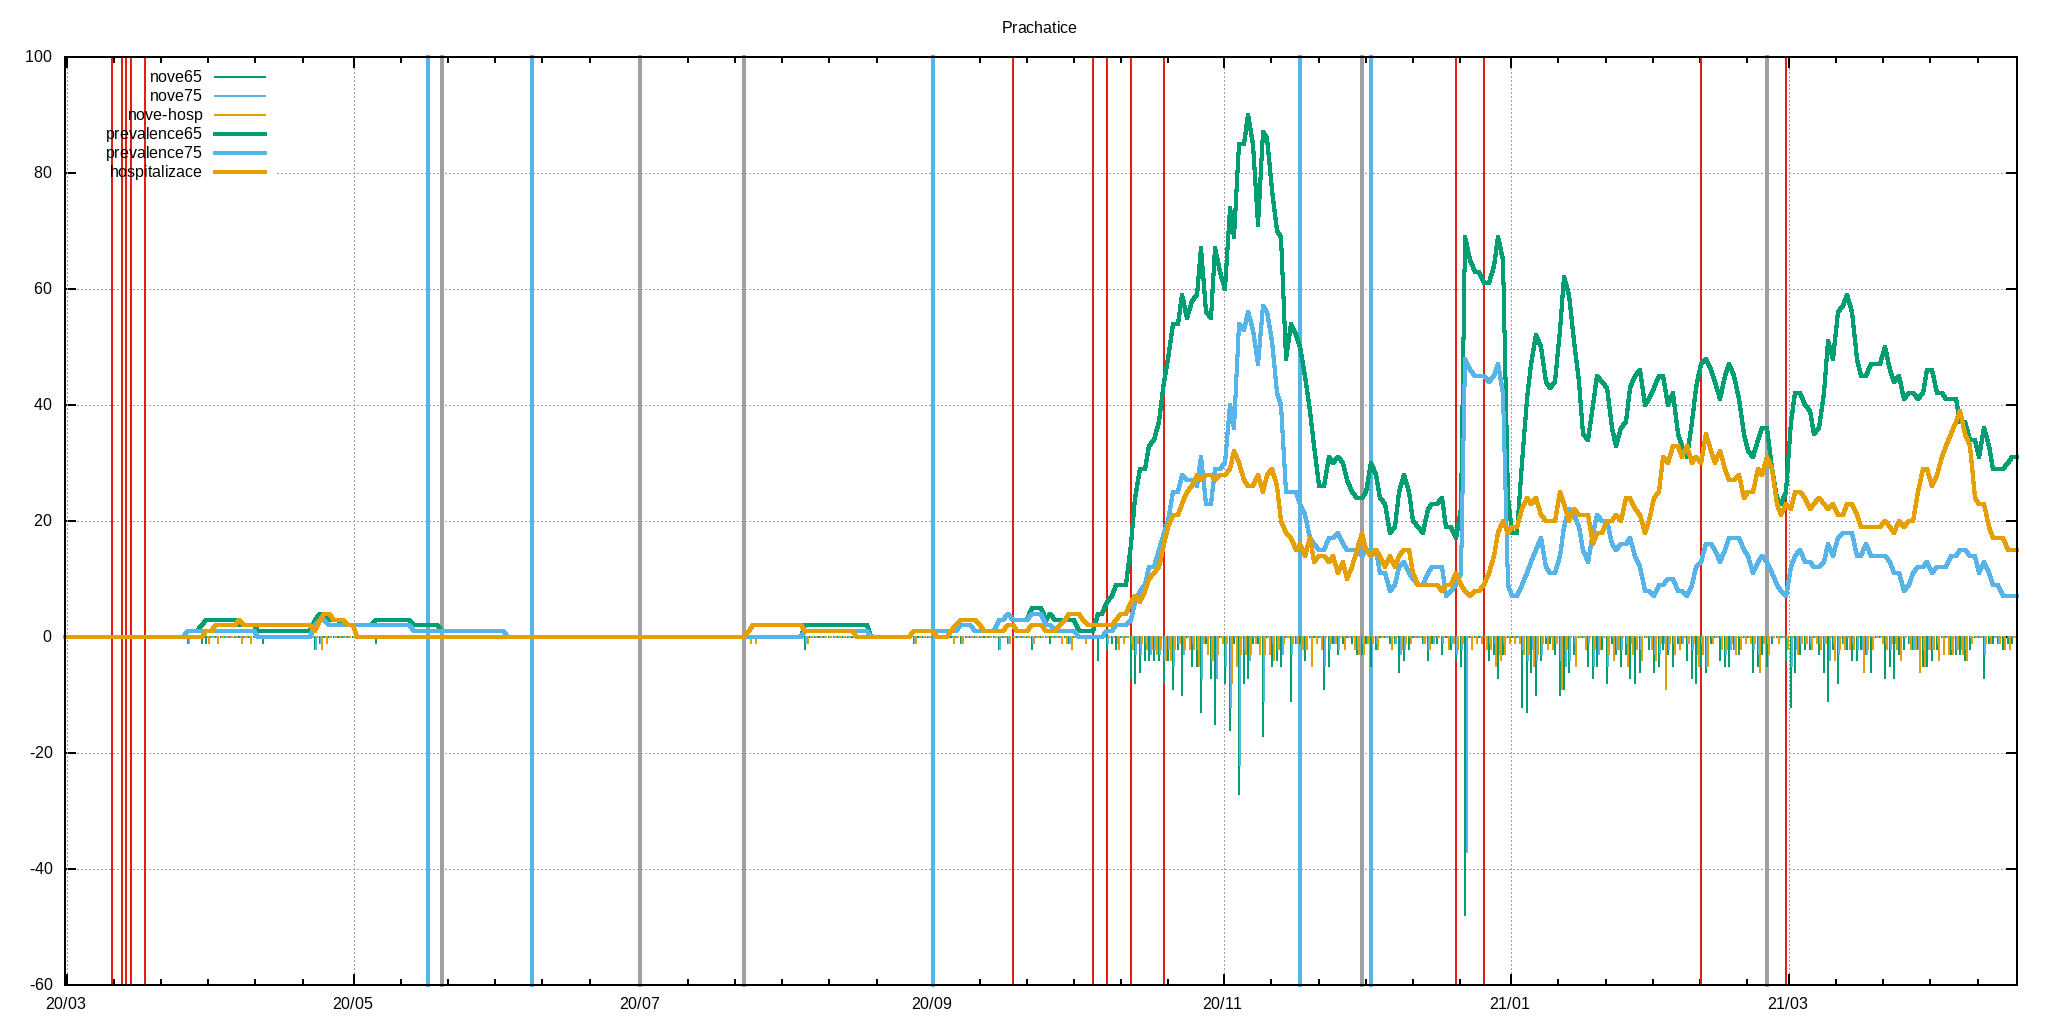 Prachatice
100
80
60
40
20
0
-20
-40
-60
nove65
nove75
nove-hosp
prevalence65
prevalence75
hospitalizace
20/03 20/05 20/07 20/09 20/11 21/01 21/03